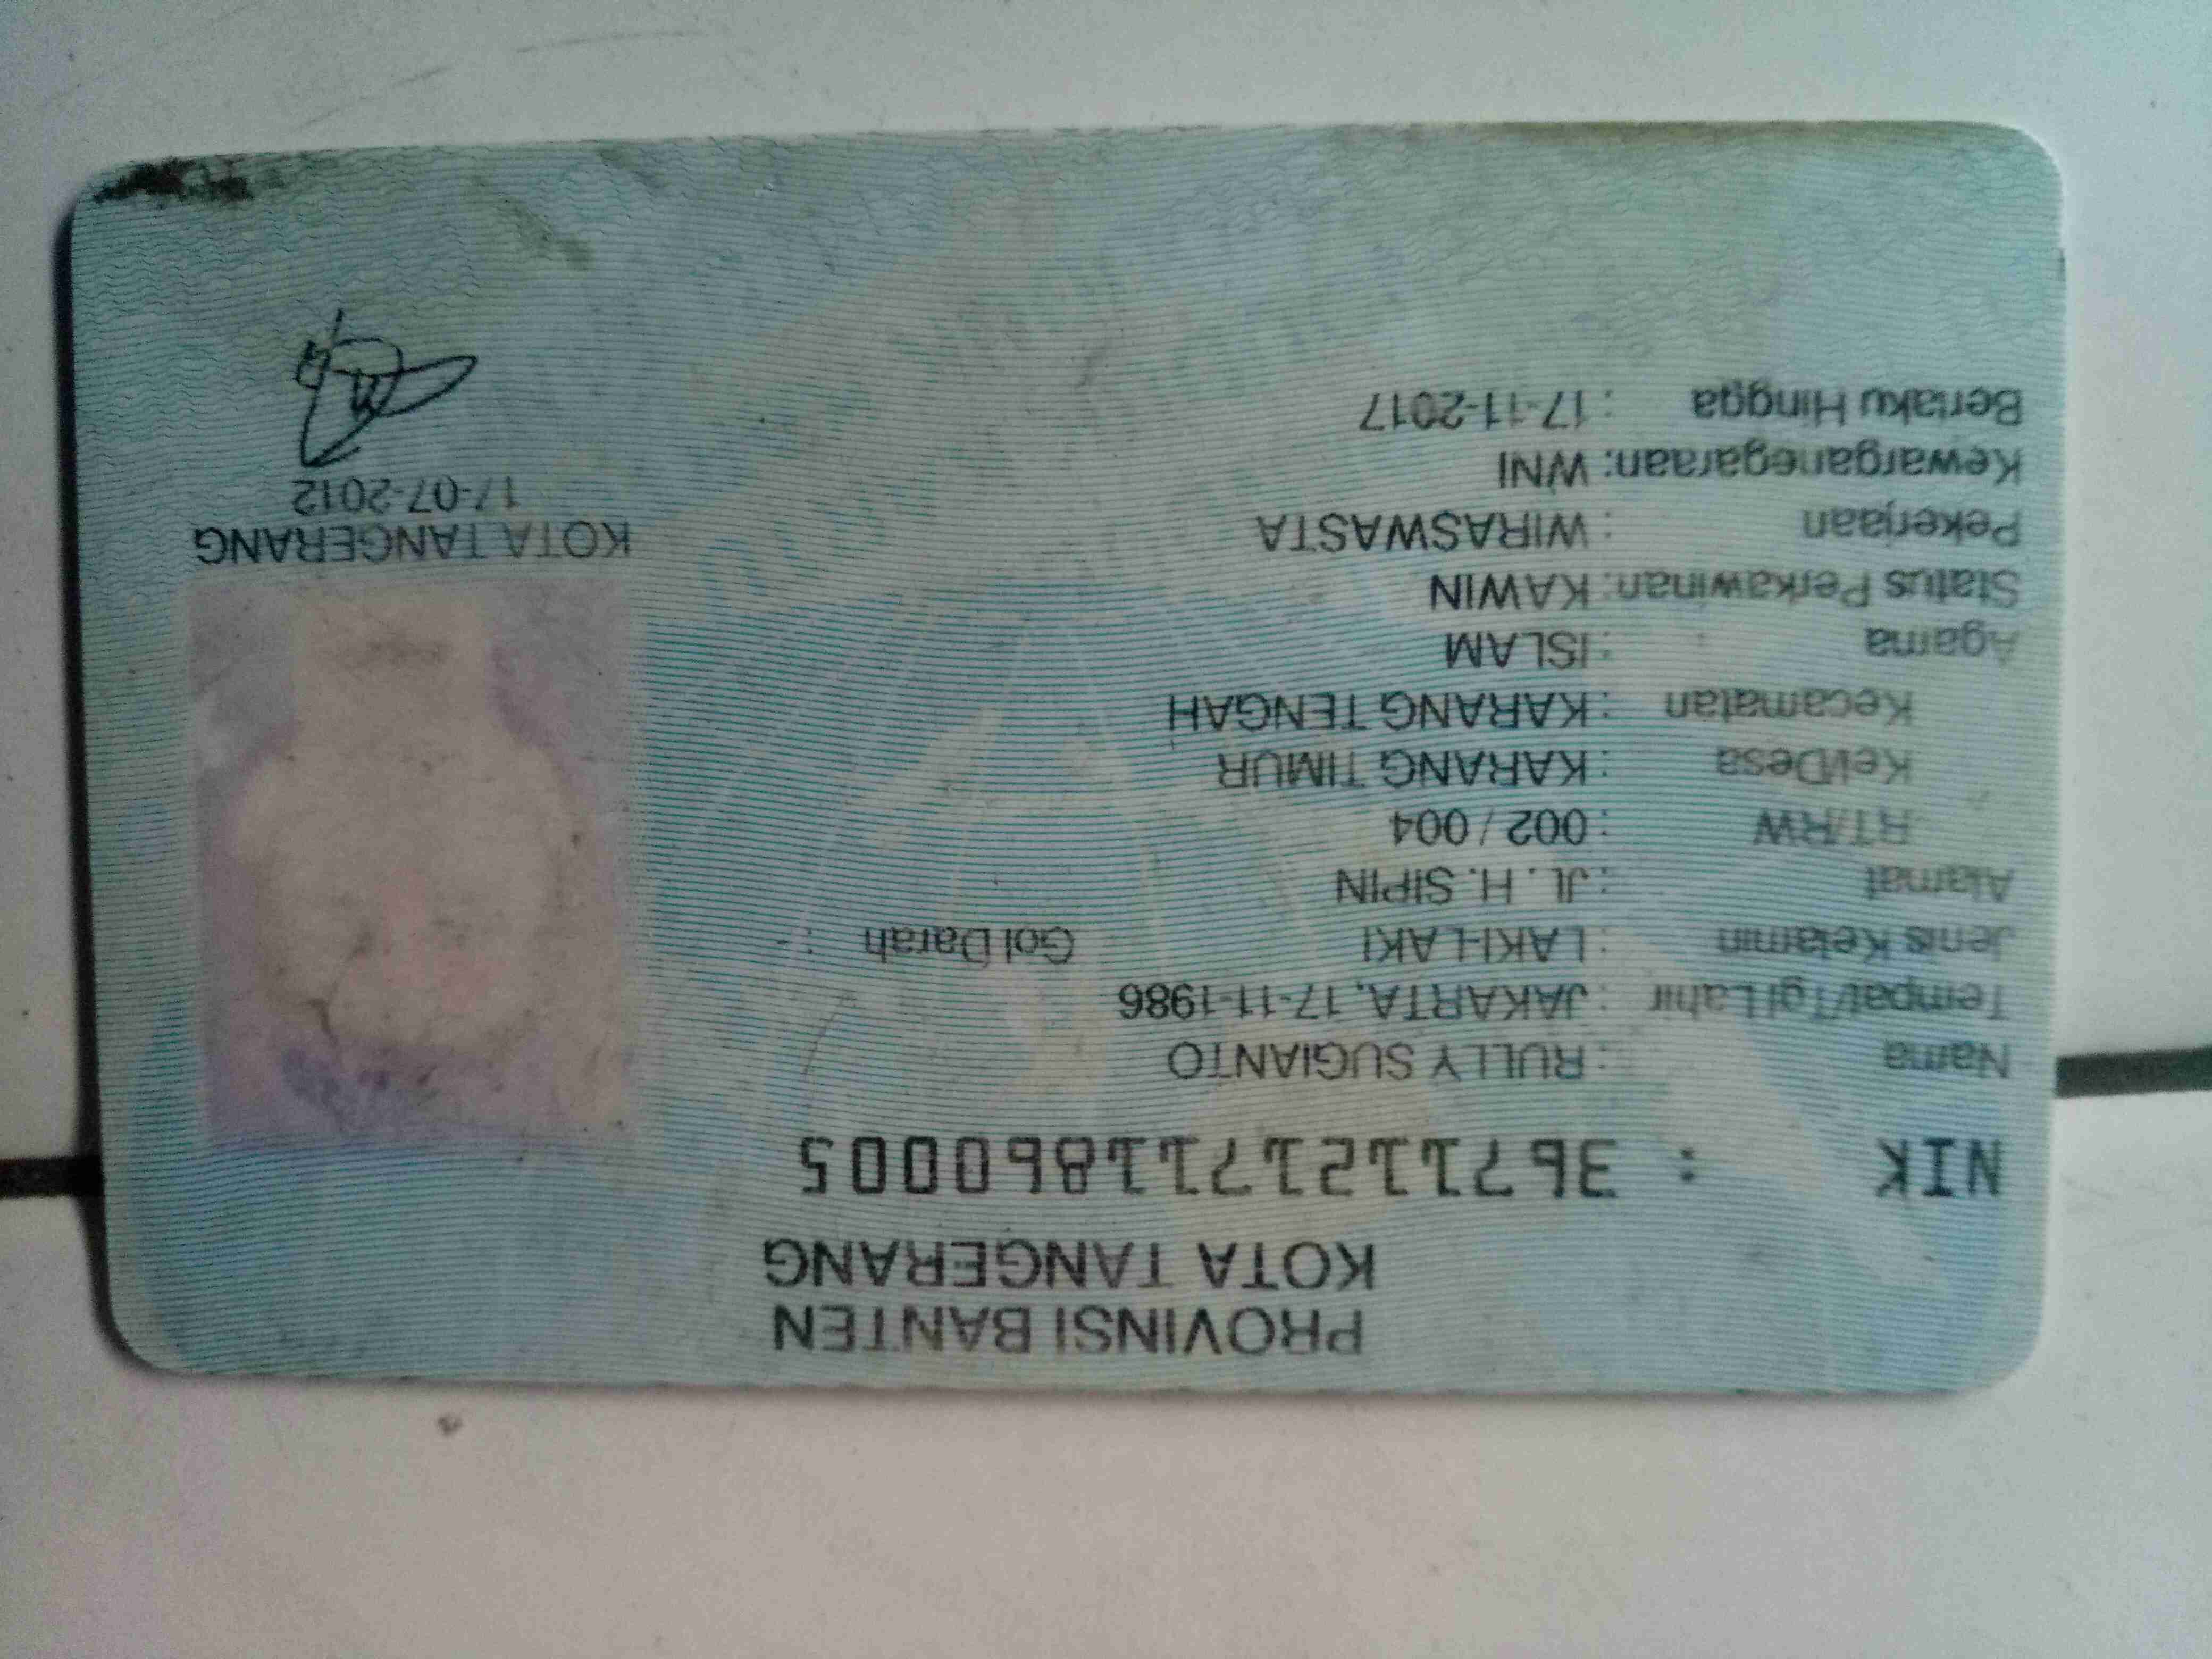 PROVINSI BANTEN
KOTA TANGERANG
NIK : 3671121711860005
Nama : RULLY SUGIANTO
Tempat/Tgl Lahir : JAKARTA, 17-11-1986
Jenis Kelamin : LAKI-LAKI Gol Darah : -
Alamat : JL. H. SIPIN
RT/RW : 002 / 004
Kel/Desa : KARANG TIMUR
Kecamatan : KARANG TENGAH
Agama : ISLAM
Status Perkawinan: KAWIN
Pekerjaan : WIRASWASTA
Kewarganegaraan: WNI
Berlaku Hingga : 17-11-2017
KOTA TANGERANG
17-07-2012